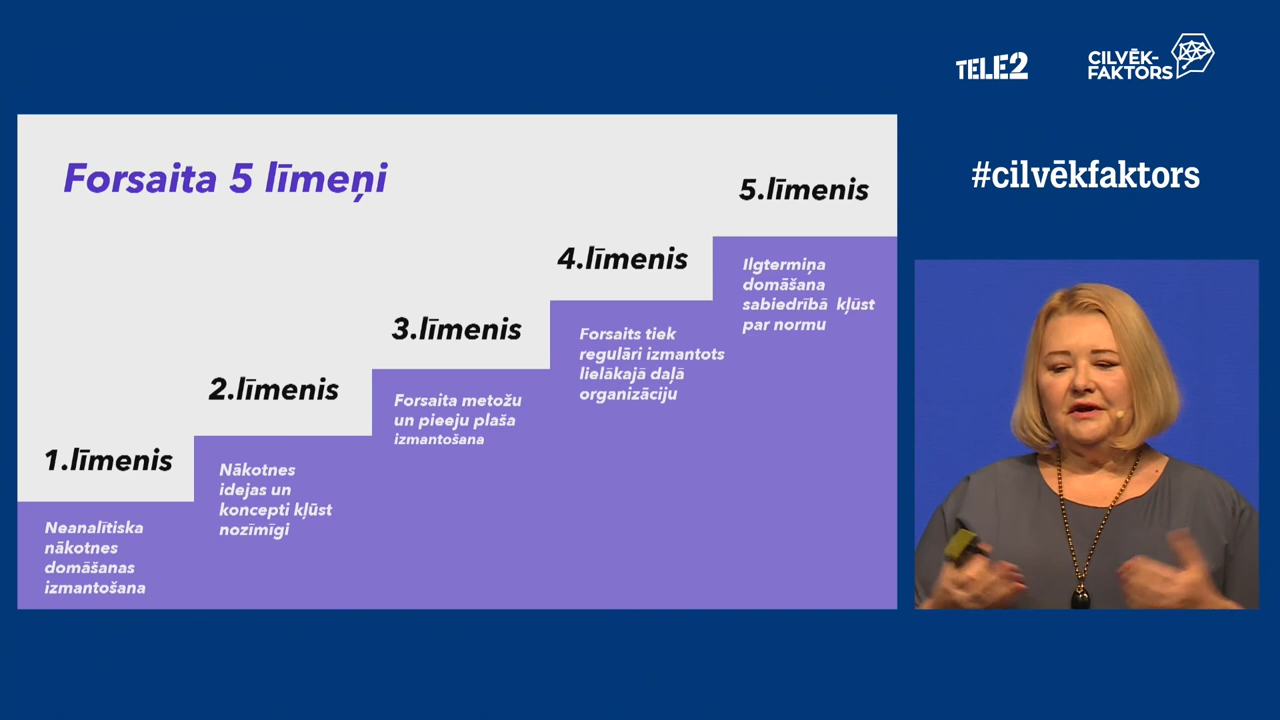 TELE2
CILVĒK-
FAKTORS
#cilvēkfaktors
Forsaita 5 līmeņi
1.līmenis
Neanalītiska
nākotnes
domāšanas
izmantošana
2.līmenis
Nākotnes
idejas un
koncepti kļūst
nozīmīgi
3.līmenis
Forsaita metožu
un pieeju plaša
izmantošana
4.līmenis
Forsaits tiek
regulāri izmantots
lielākajā daļā
organizāciju
5.līmenis
Ilgtermiņa
domāšana
sabiedrībā kļūst
par normu